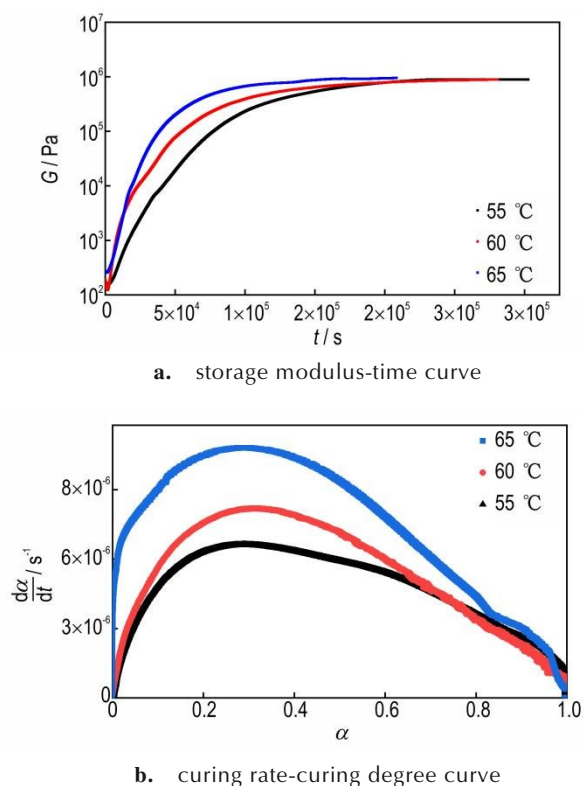 10⁷
10⁶
10⁵
10⁴
10³
10²
G / Pa
55 ℃
60 ℃
65 ℃
0 5×10⁴ 1×10⁵ 2×10⁵ 2×10⁵ 3×10⁵ 3×10⁵
t / s
a. storage modulus-time curve
8×10⁻⁶
6×10⁻⁶
3×10⁻⁶
0
dα/dt / s⁻¹
65 ℃
60 ℃
55 ℃
0 0.2 0.4 0.6 0.8 1.0
α
b. curing rate-curing degree curve